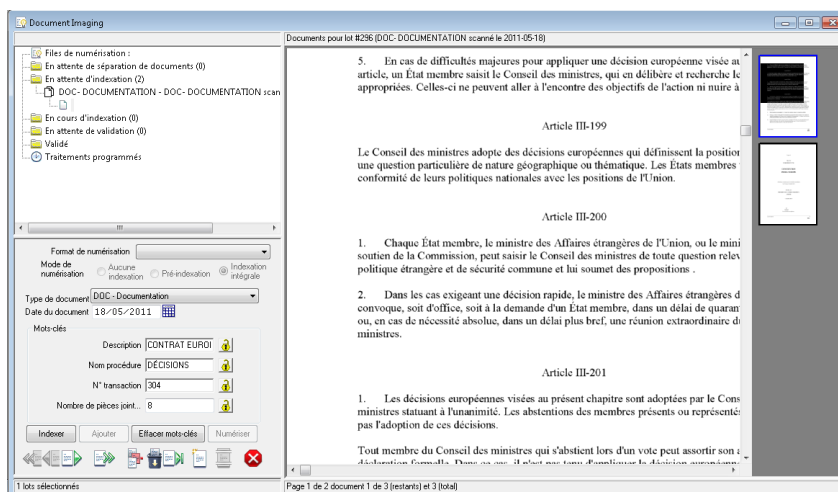 Document Imaging
Documents pour lot #296 (DOC- DOCUMENTATION scanné le 2011-05-18)
Files de numérisation :
En attente de séparation de documents (0)
En attente d'indexation (2)
DOC- DOCUMENTATION - DOC- DOCUMENTATION scan
En cours d'indexation (0)
En attente de validation (0)
Validé
Traitements programmés
Format de numérisation
Mode de numérisation
Aucune indexation
Pré-indexation
Indexation intégrale
Type de document DOC - Documentation
Date du document 18/05/2011
Mots-clés
Description CONTRAT EUROI
Nom procédure DÉCISIONS
N° transaction 304
Nombre de pièces joint... 8
Indexer Ajouter Effacer mots-clés Numériser
1 lots sélectionnés
5. En cas de difficultés majeures pour appliquer une décision européenne visée au
article, un État membre saisit le Conseil des ministres, qui en délibère et recherche le
appropriées. Celles-ci ne peuvent aller à l'encontre des objectifs de l'action ni nuire à
Article III-199
Le Conseil des ministres adopte des décisions européennes qui définissent la position
une question particulière de nature géographique ou thématique. Les États membres
conformité de leurs politiques nationales avec les positions de l'Union.
Article III-200
1. Chaque État membre, le ministre des Affaires étrangères de l'Union, ou le mini
soutien de la Commission, peut saisir le Conseil des ministres de toute question relev
politique étrangère et de sécurité commune et lui soumet des propositions .
2. Dans les cas exigeant une décision rapide, le ministre des Affaires étrangères d
convoque, soit d'office, soit à la demande d'un État membre, dans un délai de quaran
ou, en cas de nécessité absolue, dans un délai plus bref, une réunion extraordinaire du
ministres.
Article III-201
1. Les décisions européennes visées au présent chapitre sont adoptées par le Cons
ministres statuant à l'unanimité. Les abstentions des membres présents ou représentés
pas l'adoption de ces décisions.
Tout membre du Conseil des ministres qui s'abstient lors d'un vote peut assortir son a
déclaration formelle. Dans ce cas, il n'est pas tenu d'appliquer la décision européenne
Page 1 de 2 document 1 de 3 (restants) et 3 (total)